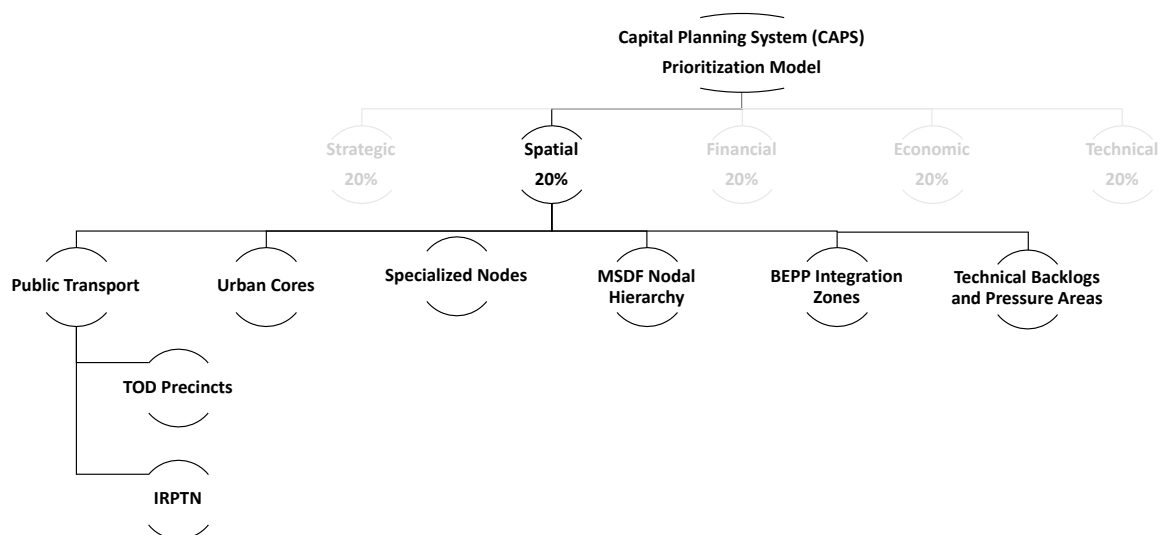 Capital Planning System (CAPS)
Prioritization Model
Strategic
20%
Spatial
20%
Financial
20%
Economic
20%
Technical
20%
Public Transport
Urban Cores
Specialized Nodes
MSDF Nodal
Hierarchy
BEPP Integration
Zones
Technical Backlogs
and Pressure Areas
TOD Precincts
IRPTN